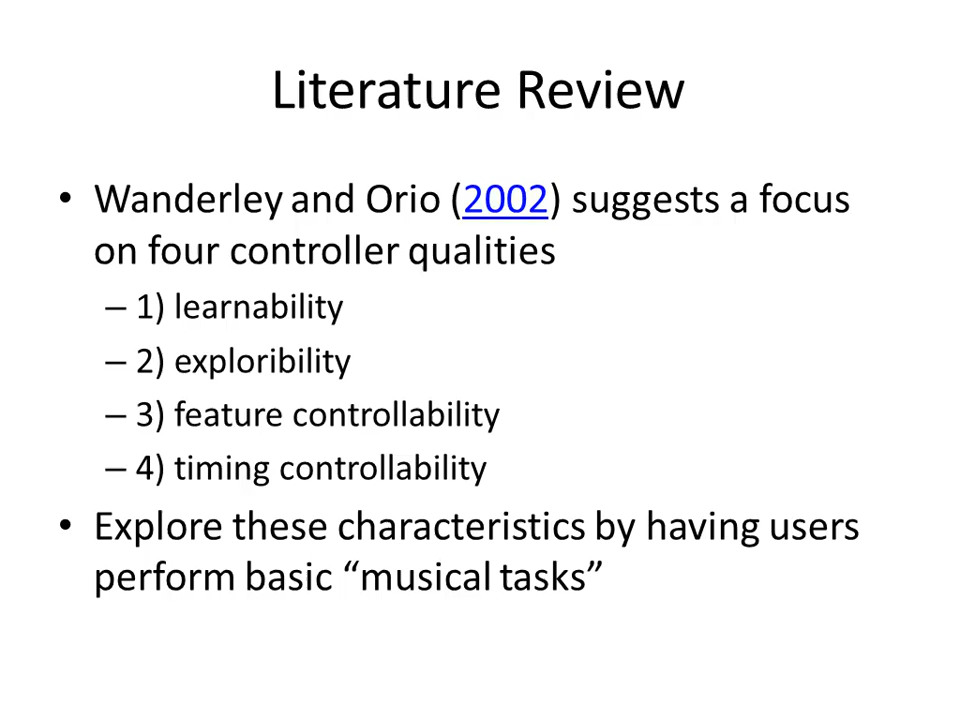 Literature Review
• Wanderley and Orio (2002) suggests a focus
on four controller qualities
– 1) learnability
– 2) exploribility
– 3) feature controllability
– 4) timing controllability
• Explore these characteristics by having users
perform basic “musical tasks”